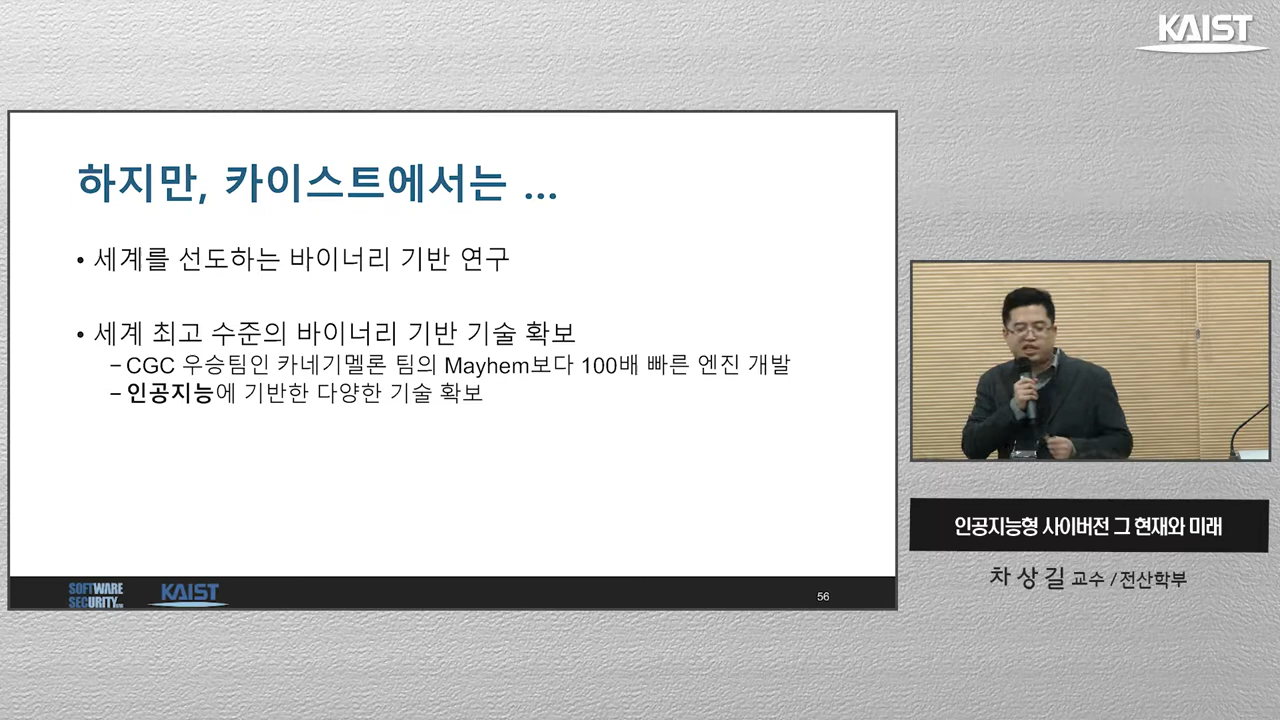 KAIST
하지만, 카이스트에서는 ...
• 세계를 선도하는 바이너리 기반 연구
• 세계 최고 수준의 바이너리 기반 기술 확보
– CGC 우승팀인 카네기멜론 팀의 Mayhem보다 100배 빠른 엔진 개발
– 인공지능에 기반한 다양한 기술 확보
SOFTWARE
SECURITY
KAIST
56
인공지능형 사이버전 그 현재와 미래
차상길 교수 / 전산학부